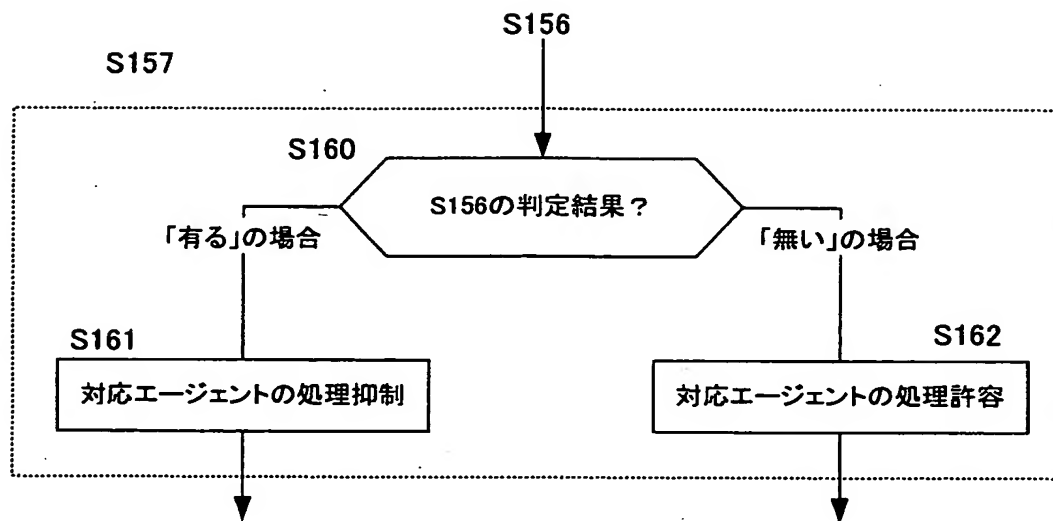 S156
S157
S160
S156の判定結果？
「有る」の場合
「無い」の場合
S161
S162
対応エージェントの処理抑制
対応エージェントの処理許容